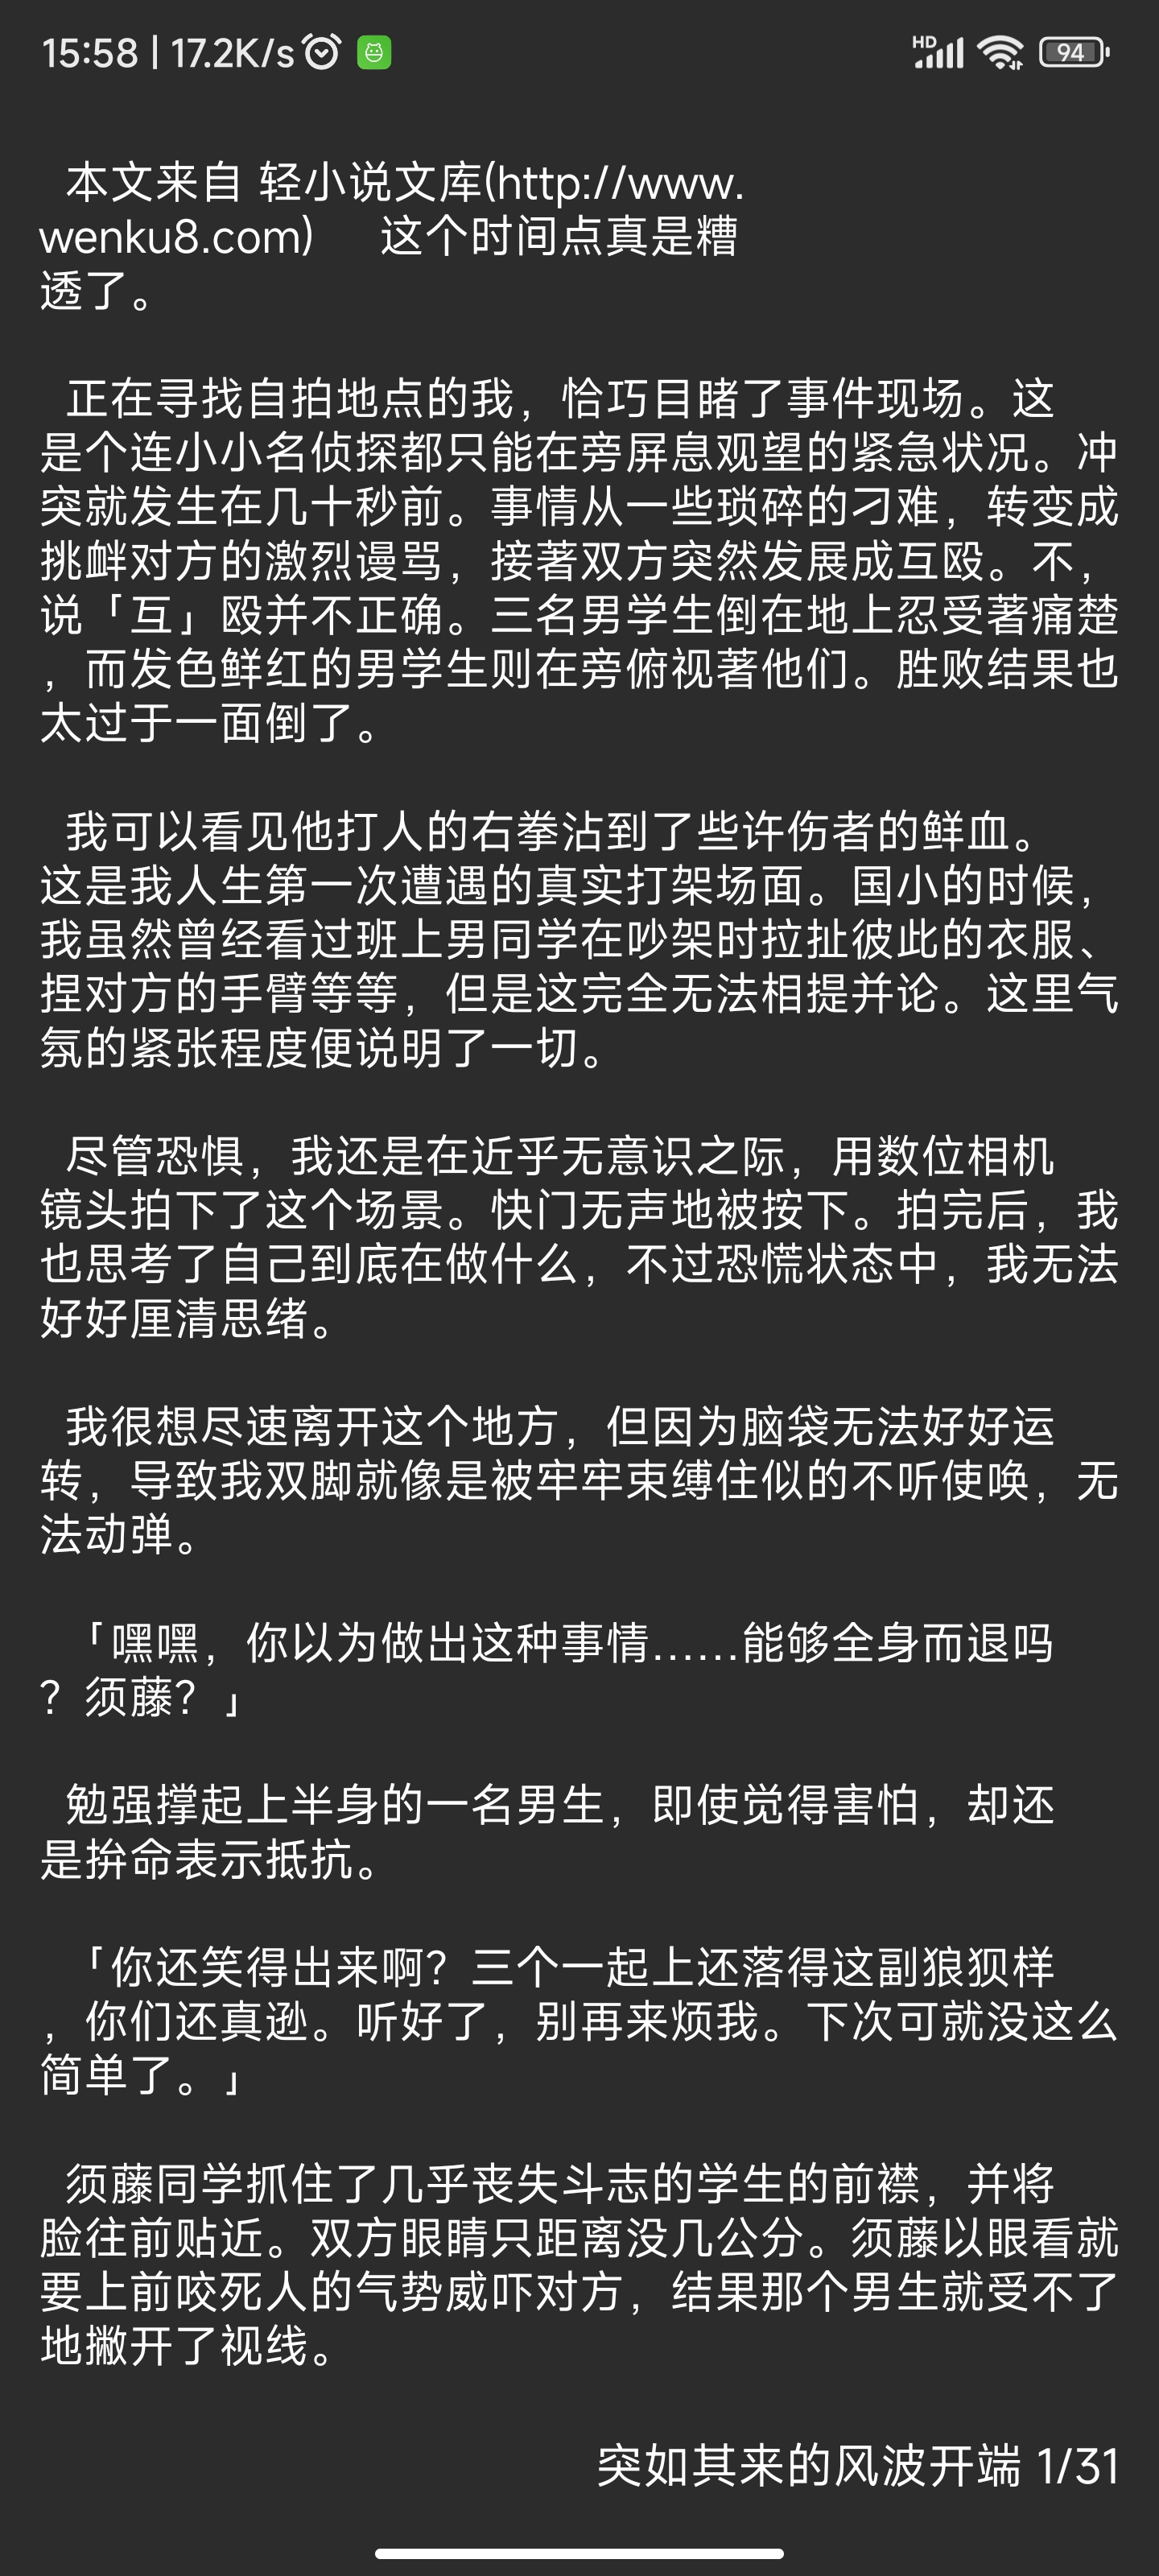 15:58 | 17.2K/s
HD
94
本文来自 轻小说文库(http://www.
wenku8.com)  这个时间点真是糟
透了。
正在寻找自拍地点的我，恰巧目睹了事件现场。这
是个连小小名侦探都只能在旁屏息观望的紧急状况。冲
突就发生在几十秒前。事情从一些琐碎的刁难，转变成
挑衅对方的激烈谩骂，接著双方突然发展成互殴。不，
说「互」殴并不正确。三名男学生倒在地上忍受著痛楚
，而发色鲜红的男学生则在旁俯视著他们。胜败结果也
太过于一面倒了。
我可以看见他打人的右拳沾到了些许伤者的鲜血。
这是我人生第一次遭遇的真实打架场面。国小的时候，
我虽然曾经看过班上男同学在吵架时拉扯彼此的衣服、
捏对方的手臂等等，但是这完全无法相提并论。这里气
氛的紧张程度便说明了一切。
尽管恐惧，我还是在近乎无意识之际，用数位相机
镜头拍下了这个场景。快门无声地被按下。拍完后，我
也思考了自己到底在做什么，不过恐慌状态中，我无法
好好厘清思绪。
我很想尽速离开这个地方，但因为脑袋无法好好运
转，导致我双脚就像是被牢牢束缚住似的不听使唤，无
法动弹。
「嘿嘿，你以为做出这种事情……能够全身而退吗
？须藤？」
勉强撑起上半身的一名男生，即使觉得害怕，却还
是拚命表示抵抗。
「你还笑得出来啊？三个一起上还落得这副狼狈样
，你们还真逊。听好了，别再来烦我。下次可就没这么
简单了。」
须藤同学抓住了几乎丧失斗志的学生的前襟，并将
脸往前贴近。双方眼睛只距离没几公分。须藤以眼看就
要上前咬死人的气势威吓对方，结果那个男生就受不了
地撇开了视线。
突如其来的风波开端 1/31